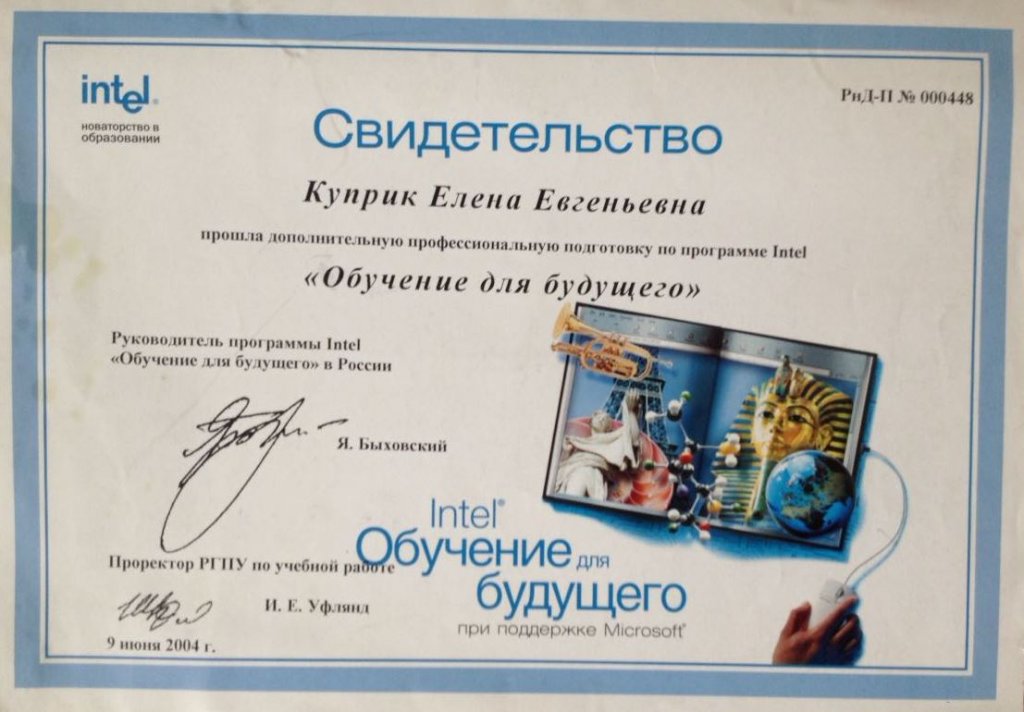 intel®
новаторство в
образовании
РнД-П № 000448
Свидетельство
Куприк Елена Евгеньевна
прошла дополнительную профессиональную подготовку по программе Intel
«Обучение для будущего»
Руководитель программы Intel
«Обучение для будущего» в России
Я. Быховский
Проректор РГПУ по учебной работе
И. Е. Уфлянд
9 июня 2004 г.
Intel®
Обучение для
будущего
при поддержке Microsoft®